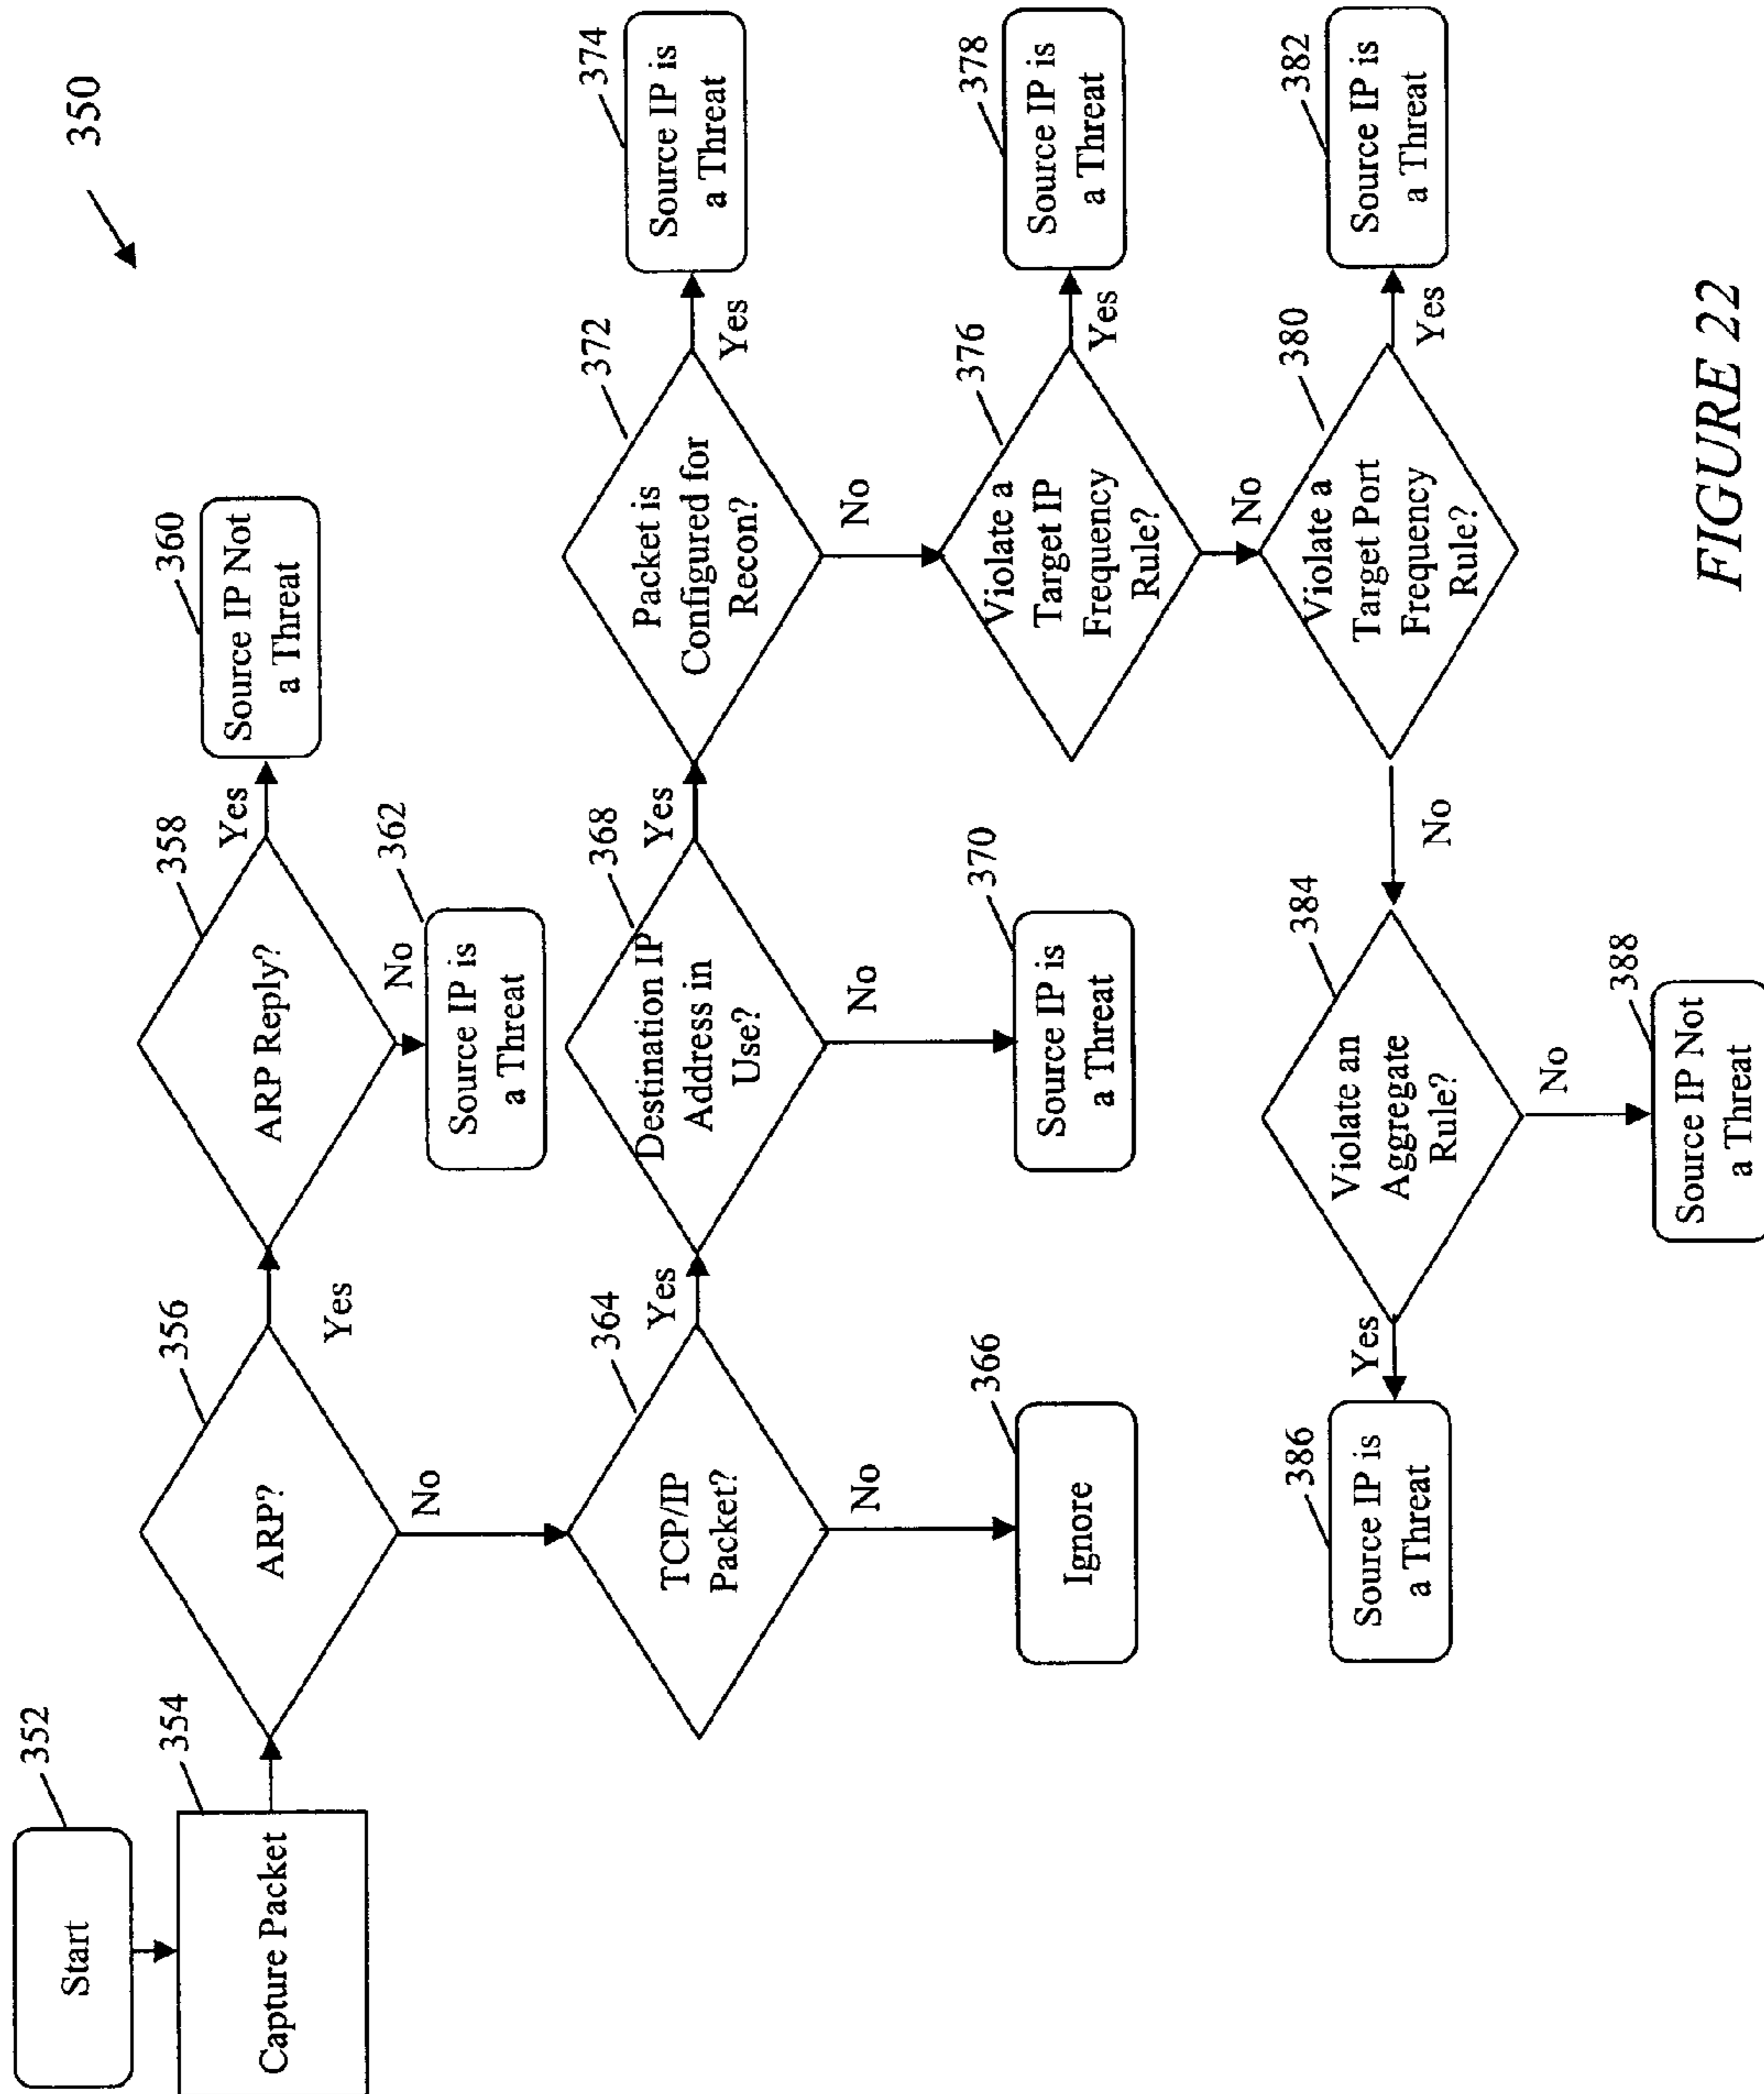 350
352
Start
354
Capture Packet
356
ARP?
Yes
No
358
ARP Reply?
Yes
No
360
Source IP Not
a Threat
362
Source IP is
a Threat
364
TCP/IP
Packet?
Yes
No
366
Ignore
368
Destination IP
Address in
Use?
Yes
No
370
Source IP is
a Threat
372
Packet is
Configured for
Recon?
Yes
No
374
Source IP is
a Threat
376
Violate a
Target IP
Frequency
Rule?
Yes
No
378
Source IP is
a Threat
380
Violate a
Target Port
Frequency
Rule?
Yes
No
382
Source IP is
a Threat
384
Violate an
Aggregate
Rule?
Yes
No
386
Source IP is
a Threat
388
Source IP Not
a Threat
FIGURE 22